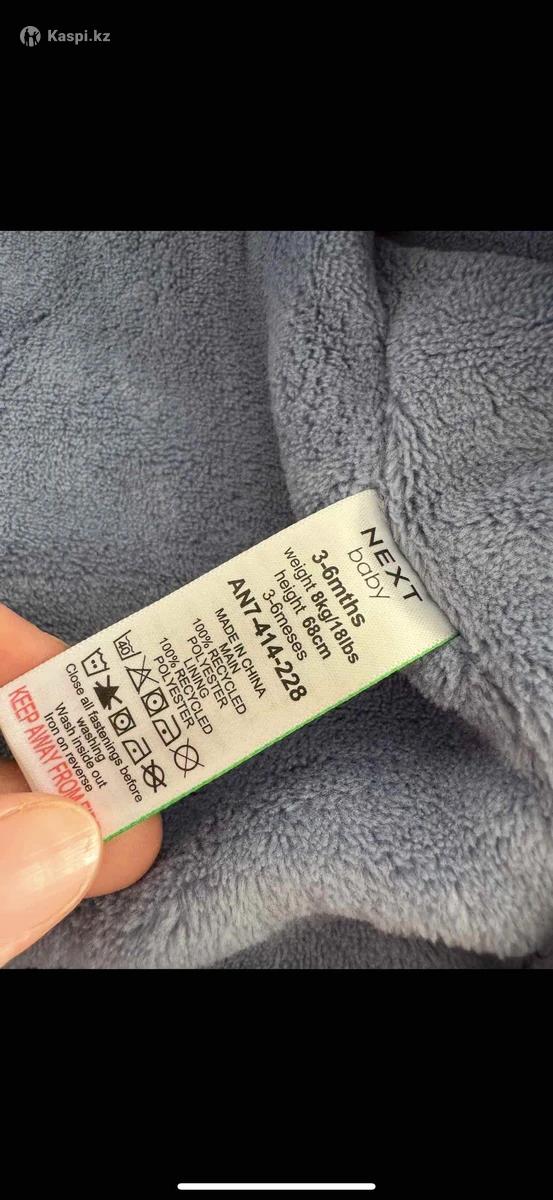 Kaspi.kz
NEXT
baby
3-6mths
weight 8kg/18lbs
height 68cm
3-6meses
AN7-414-228
MADE IN CHINA
MAIN
100% RECYCLED
POLYESTER
LINING
100% RECYCLED
POLYESTER
40
Close all fastenings before
washing
Wash inside out
Iron on reverse
KEEP AWAY FROM